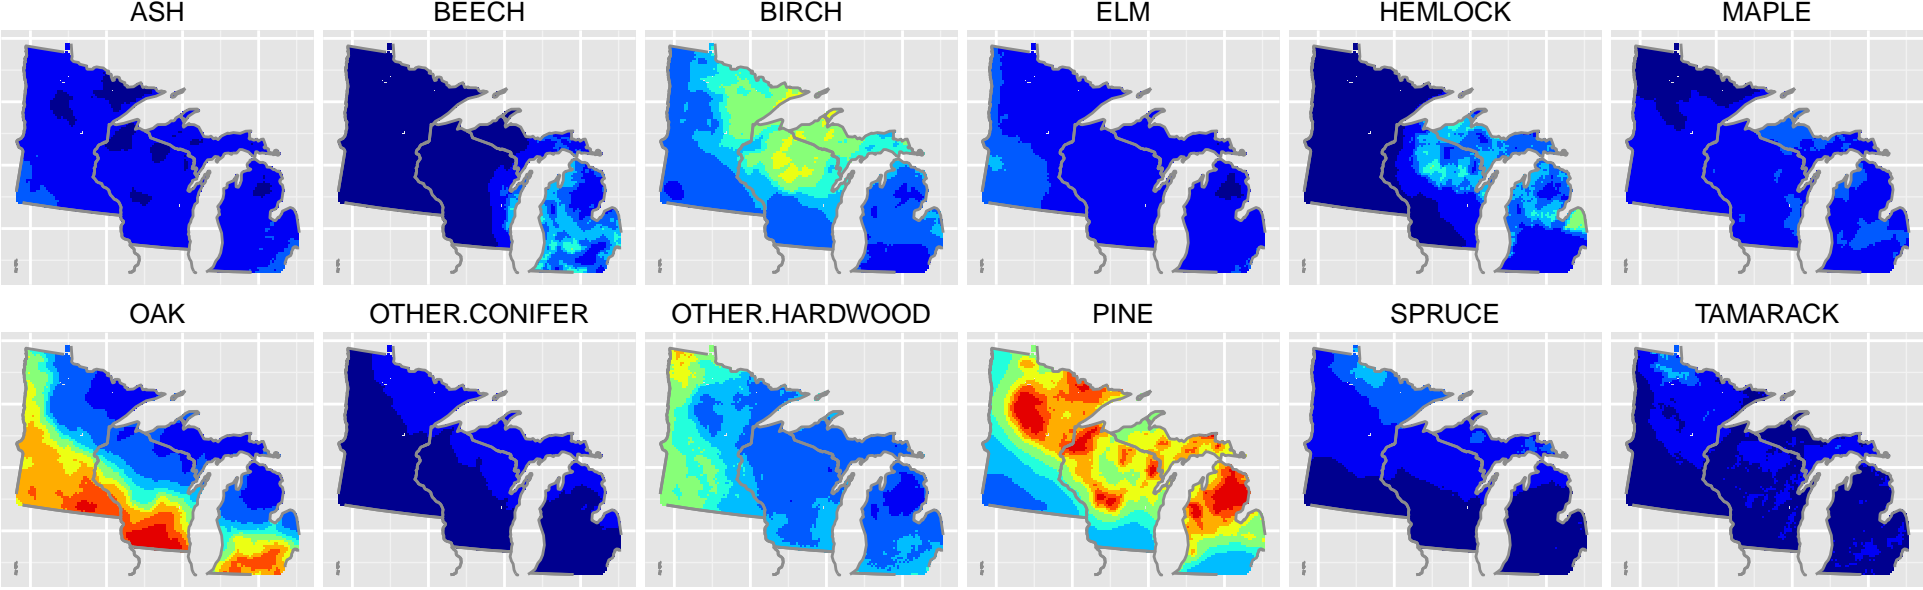 ASH BEECH BIRCH ELM HEMLOCK MAPLE
OAK OTHER.CONIFER OTHER.HARDWOOD PINE SPRUCE TAMARACK